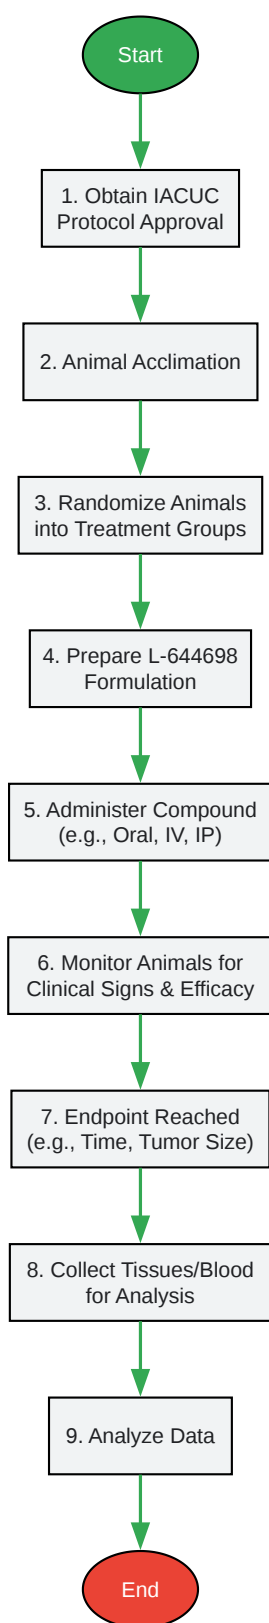 Start
1. Obtain IACUC
Protocol Approval
2. Animal Acclimation
3. Randomize Animals
into Treatment Groups
4. Prepare L-644698
Formulation
5. Administer Compound
(e.g., Oral, IV, IP)
6. Monitor Animals for
Clinical Signs & Efficacy
7. Endpoint Reached
(e.g., Time, Tumor Size)
8. Collect Tissues/Blood
for Analysis
9. Analyze Data
End